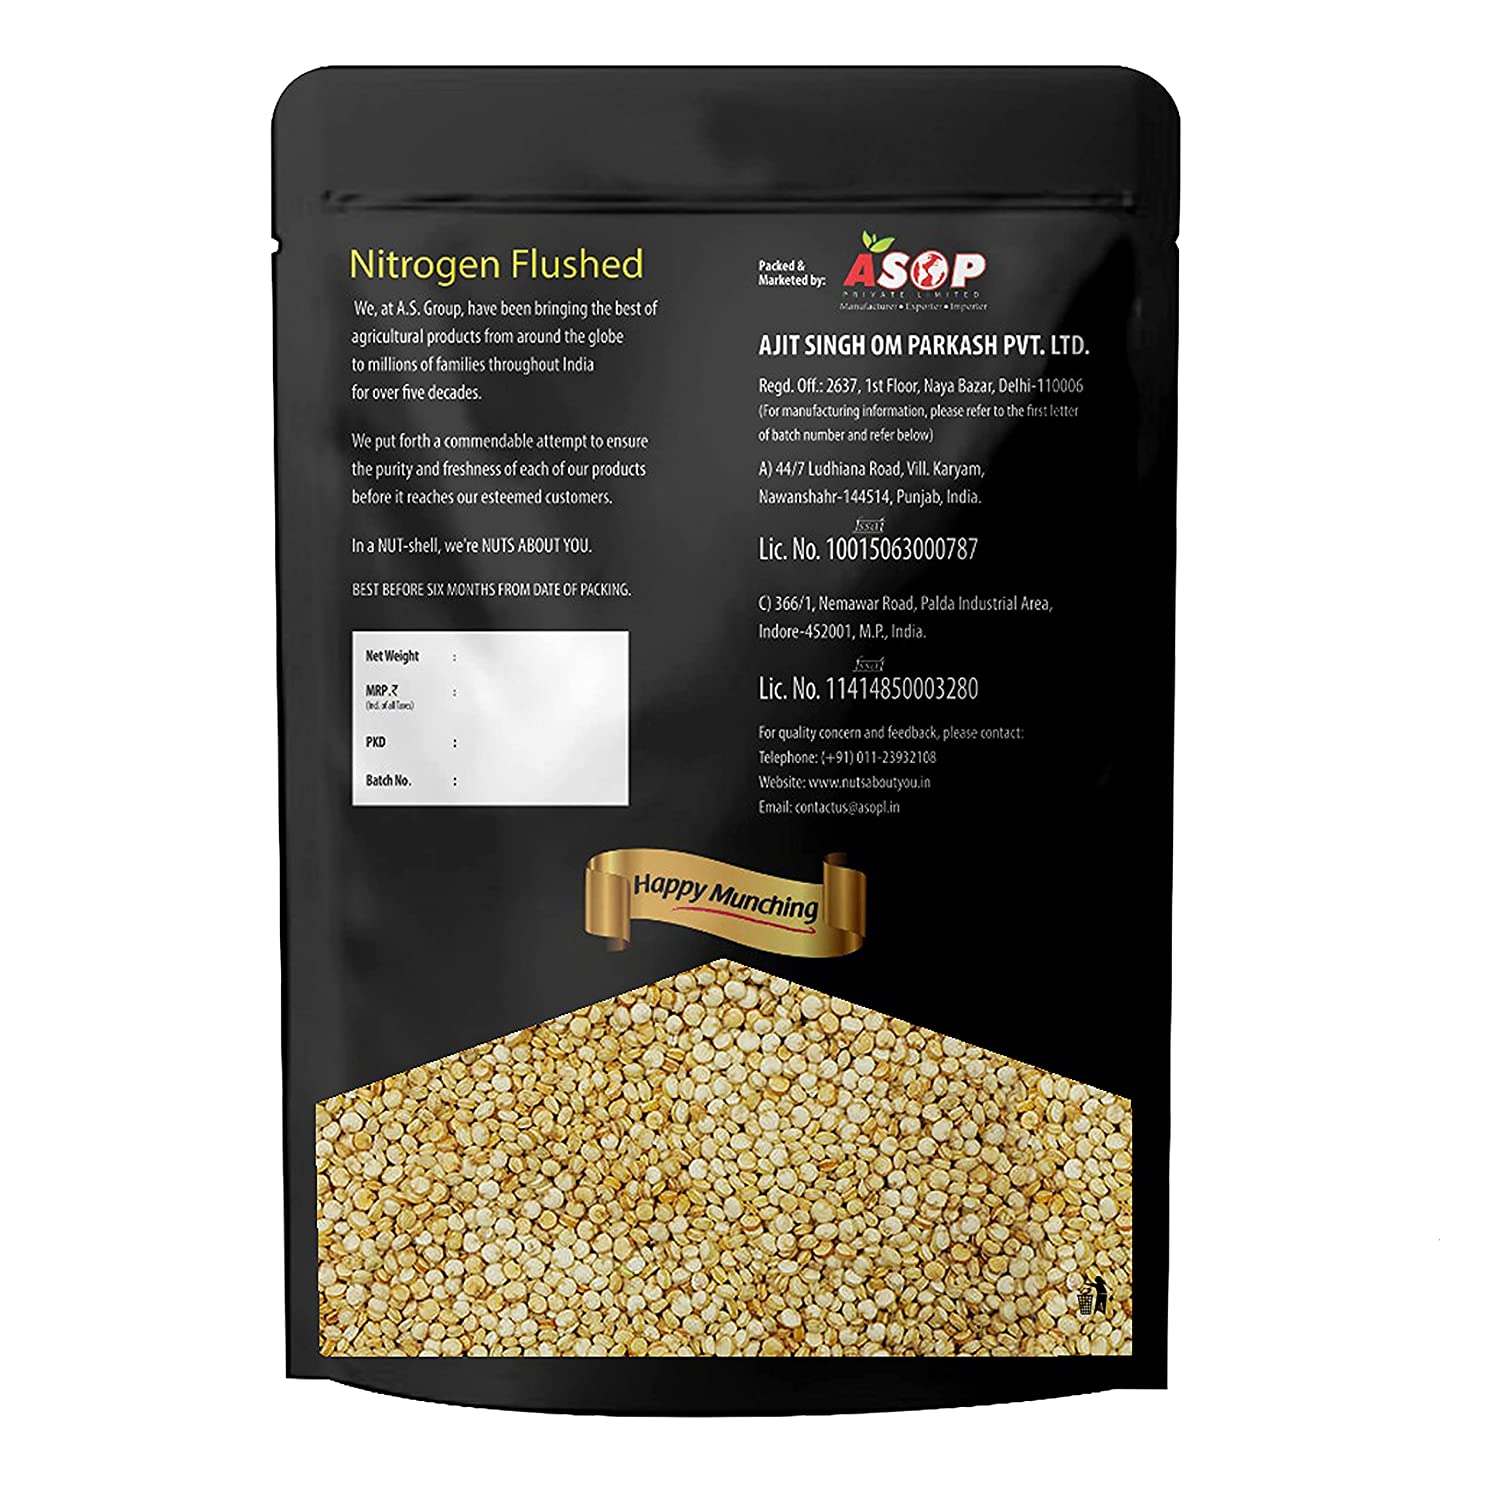 Nitrogen Flushed
We, at A.S. Group, have been bringing the best of
agricultural products from around the globe
to millions of families throughout India
for over five decades.
We put forth a commendable attempt to ensure
the purity and freshness of each of our products
before it reaches our esteemed customers.
In a NUT-shell, we're NUTS ABOUT YOU.
BEST BEFORE SIX MONTHS FROM DATE OF PACKING.
Net Weight :
MRP.₹ :
(Incl. of all Taxes)
PKD :
Batch No. :
Packed &
Marketed by:
ASOP
PRIVATE LIMITED
Manufacturer • Exporter • Importer
AJIT SINGH OM PARKASH PVT. LTD.
Regd. Off.: 2637, 1st Floor, Naya Bazar, Delhi-110006
(For manufacturing information, please refer to the first letter
of batch number and refer below)
A) 44/7 Ludhiana Road, Vill. Karyam,
Nawanshahr-144514, Punjab, India.
fssai
Lic. No. 10015063000787
C) 366/1, Nemawar Road, Palda Industrial Area,
Indore-452001, M.P., India.
fssai
Lic. No. 11414850003280
For quality concern and feedback, please contact:
Telephone: (+91) 011-23932108
Website: www.nutsaboutyou.in
Email: contactus@asopl.in
Happy Munching